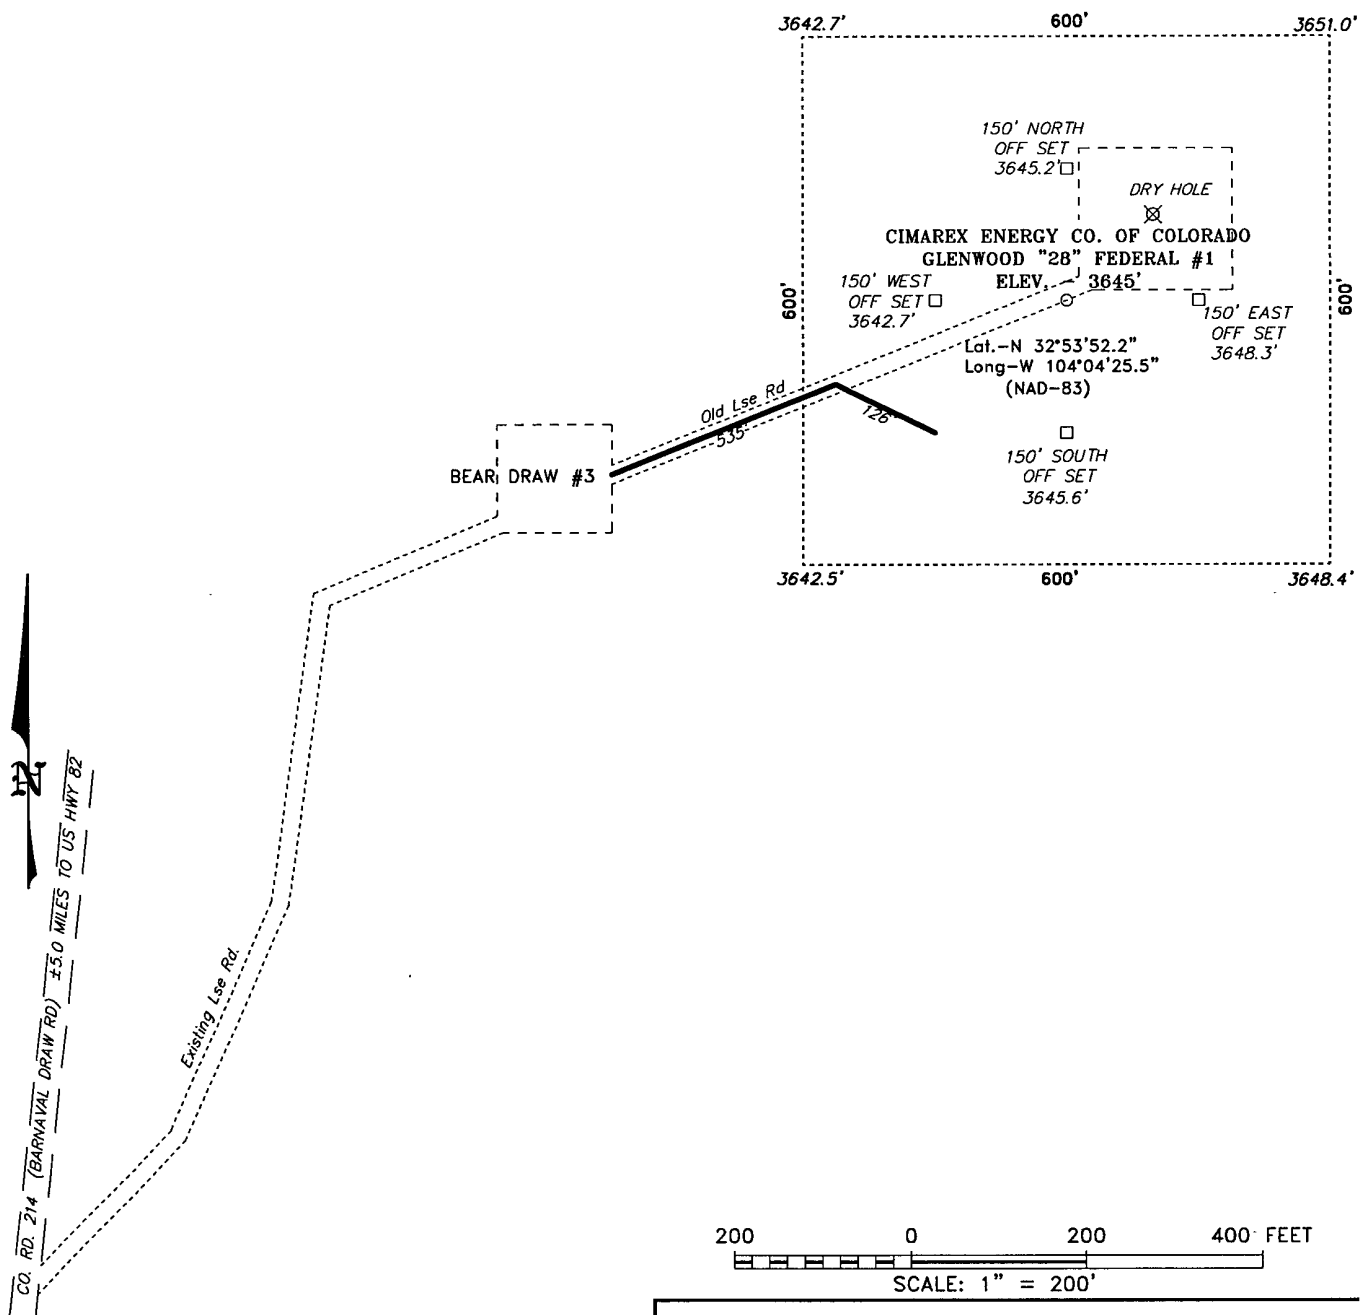 3642.7'
600'
3651.0'
150' NORTH
OFF SET
3645.2'
DRY HOLE
CIMAREX ENERGY CO. OF COLORADO
GLENWOOD "28" FEDERAL #1
ELEV. - 3645'
150' WEST
OFF SET
3642.7'
600'
600'
150' EAST
OFF SET
3648.3'
Lat.-N 32°53'52.2"
Long-W 104°04'25.5"
(NAD-83)
Old Lse Rd
535'
126'
150' SOUTH
OFF SET
3645.6'
BEAR DRAW #3
3642.5'
600'
3648.4'
N
Existing Lse Rd.
CO. RD. 214 (BARNAVAL DRAW RD) ±5.0 MILES TO US HWY 82
200 0 200 400 FEET
SCALE: 1" = 200'